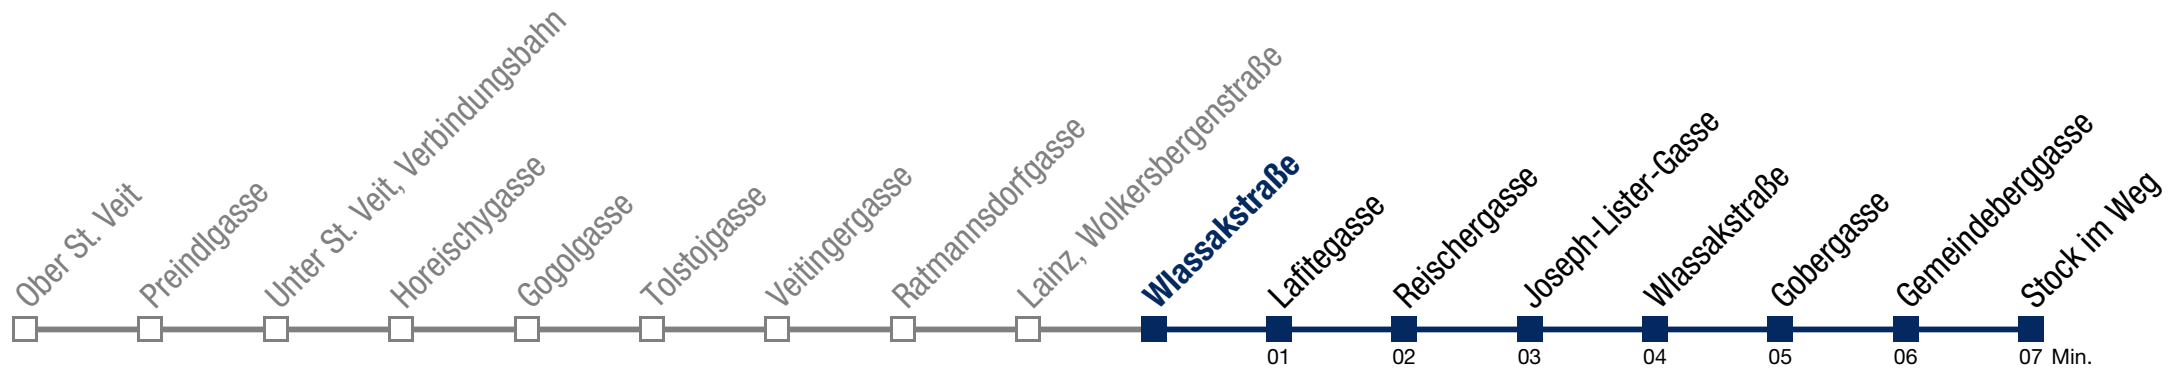 Ober St. Veit
Preindlgasse
Unter St. Veit, Verbindungsbahn
Horeischygasse
Gogolgasse
Tolstojgasse
Veitingergasse
Ratmannsdorfgasse
Lainz, Wolkersbergenstraße
Wlassakstraße
Lafitegasse
Reischergasse
Joseph-Lister-Gasse
Wlassakstraße
Gobergasse
Gemeindeberggasse
Stock im Weg
01 02 03 04 05 06 07 Min.